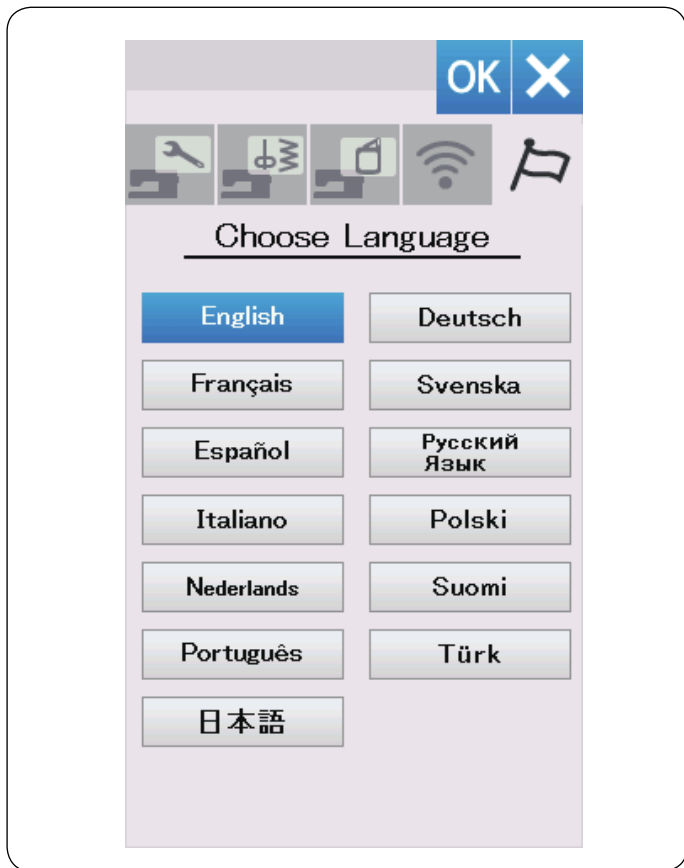 OK
Choose Language
English
Deutsch
Français
Svenska
Español
Русский
Язык
Italiano
Polski
Nederlands
Suomi
Português
Türk
日本語